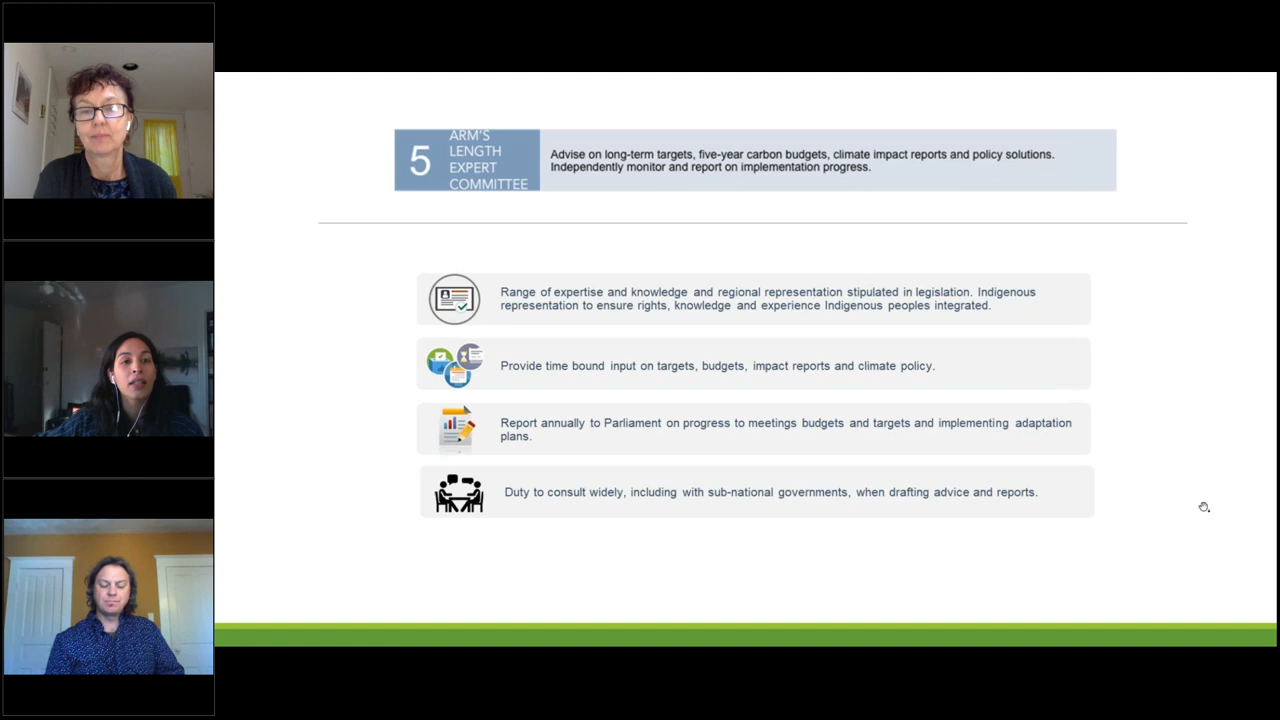 5
ARM'S
LENGTH
EXPERT
COMMITTEE
Advise on long-term targets, five-year carbon budgets, climate impact reports and policy solutions.
Independently monitor and report on implementation progress.
Range of expertise and knowledge and regional representation stipulated in legislation. Indigenous
representation to ensure rights, knowledge and experience Indigenous peoples integrated.
Provide time bound input on targets, budgets, impact reports and climate policy.
Report annually to Parliament on progress to meetings budgets and targets and implementing adaptation
plans.
Duty to consult widely, including with sub-national governments, when drafting advice and reports.